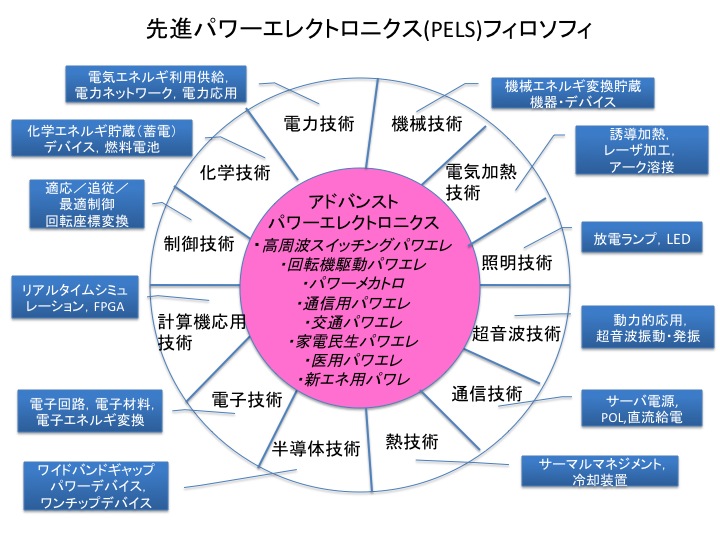 先進パワーエレクトロニクス(PELS)フィロソフィ
電気エネルギ利用供給,
電力ネットワーク, 電力応用
機械エネルギ変換貯蔵
機器・デバイス
化学エネルギ貯蔵(蓄電)
デバイス, 燃料電池
誘導加熱,
レーザ加工,
アーク溶接
適応/追従/
最適制御
回転座標変換
放電ランプ, LED
リアルタイムシミュ
レーション, FPGA
動力的応用,
超音波振動・発振
電子回路, 電子材料,
電子エネルギ変換
サーバ電源,
POL,直流給電
ワイドバンドギャップ
パワーデバイス,
ワンチップデバイス
サーマルマネジメント,
冷却装置
電力技術
機械技術
電気加熱
技術
照明技術
超音波技術
通信技術
熱技術
半導体技術
電子技術
計算機応用
技術
制御技術
化学技術
アドバンスト
パワーエレクトロニクス
・高周波スイッチングパワエレ
・回転機駆動パワエレ
・パワーメカトロ
・通信用パワエレ
・交通パワエレ
・家電民生パワエレ
・医用パワエレ
・新エネ用パワレ